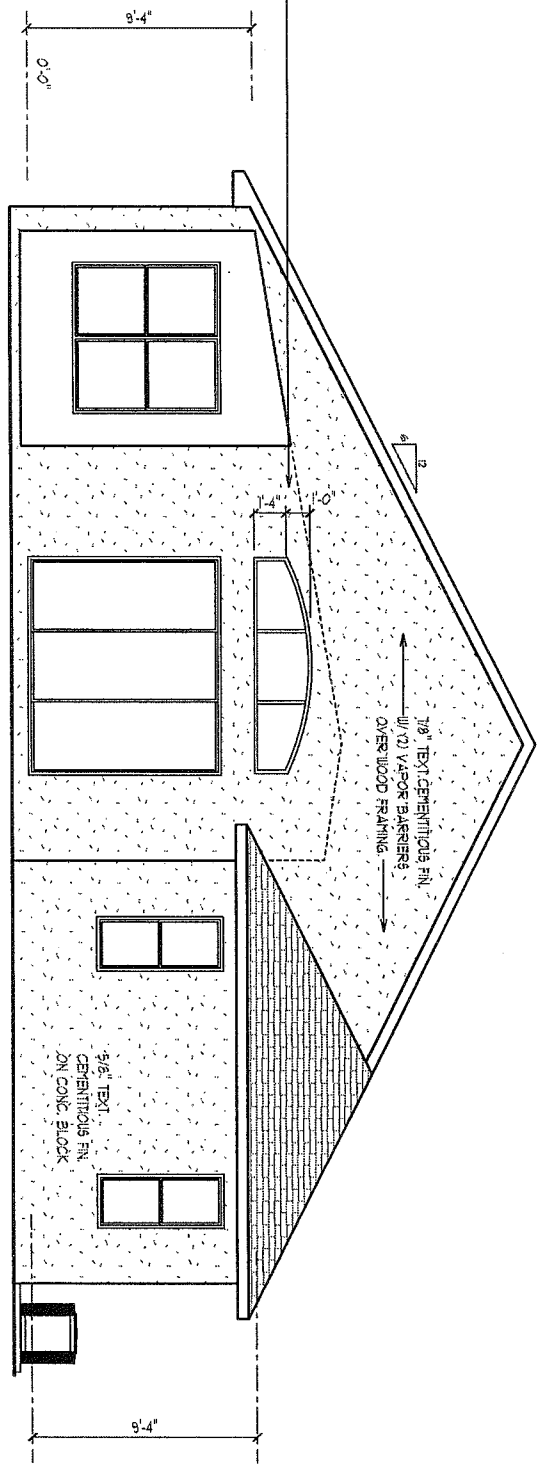 9'-4"
0'-0"
12
6
1'-0"
1'-4"
7/8" TEXT.CEMENTITIOUS FIN.
W/ (2) VAPOR BARRIERS
OVER WOOD FRAMING
5/8" TEXT.
CEMENTITIOUS FIN.
ON CONC. BLOCK
9'-4"